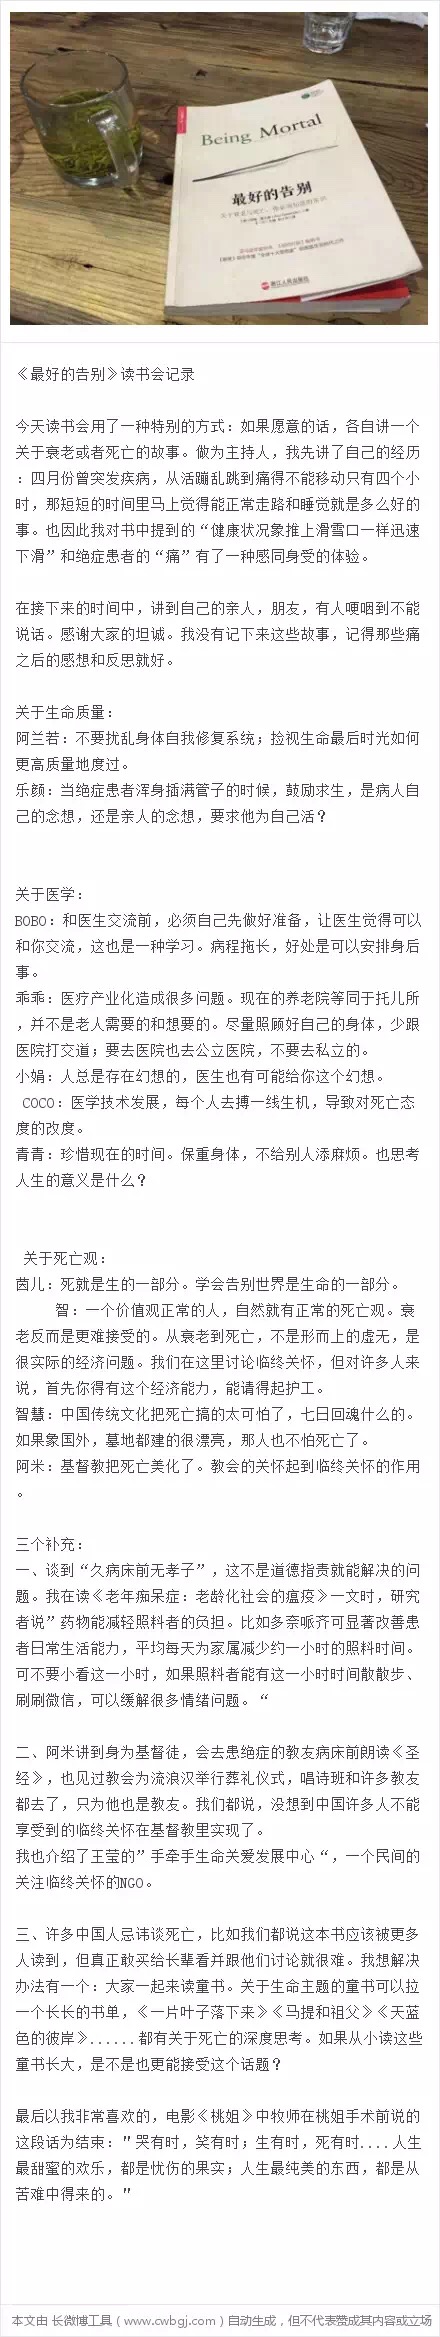 Being Mortal
最好的告别
《最好的告别》读书会记录
今天读书会用了一种特别的方式：如果愿意的话，各自讲一个
关于衰老或者死亡的故事。做为主持人，我先讲了自己的经历
：四月份曾突发疾病，从活蹦乱跳到痛得不能移动只有四个小
时，那短短的时间里马上觉得能正常走路和睡觉就是多么好的
事。也因此我对书中提到的“健康状况象推上滑雪口一样迅速
下滑”和绝症患者的“痛”有了一种感同身受的体验。
在接下来的时间中，讲到自己的亲人，朋友，有人哽咽到不能
说话。感谢大家的坦诚。我没有记下来这些故事，记得那些痛
之后的感想和反思就好。
关于生命质量：
阿兰若：不要扰乱身体自我修复系统；捡视生命最后时光如何
更高质量地度过。
乐颜：当绝症患者浑身插满管子的时候，鼓励求生，是病人自
己的念想，还是亲人的念想，要求他为自己活？
关于医学：
BOBO：和医生交流前，必须自己先做好准备，让医生觉得可以
和你交流，这也是一种学习。病程拖长，好处是可以安排身后
事。
乖乖：医疗产业化造成很多问题。现在的养老院等同于托儿所
，并不是老人需要的和想要的。尽量照顾好自己的身体，少跟
医院打交道；要去医院也去公立医院，不要去私立的。
小娟：人总是存在幻想的，医生也有可能给你这个幻想。
COCO：医学技术发展，每个人去搏一线生机，导致对死亡态
度的改度。
青青：珍惜现在的时间。保重身体，不给别人添麻烦。也思考
人生的意义是什么？
关于死亡观：
茵儿：死就是生的一部分。学会告别世界是生命的一部分。
智：一个价值观正常的人，自然就有正常的死亡观。衰
老反而是更难接受的。从衰老到死亡，不是形而上的虚无，是
很实际的经济问题。我们在这里讨论临终关怀，但对许多人来
说，首先你得有这个经济能力，能请得起护工。
智慧：中国传统文化把死亡搞的太可怕了，七日回魂什么的。
如果象国外，墓地都建的很漂亮，那人也不怕死亡了。
阿米：基督教把死亡美化了。教会的关怀起到临终关怀的作用
。
三个补充：
一、谈到“久病床前无孝子”，这不是道德指责就能解决的问
题。我在读《老年痴呆症：老龄化社会的瘟疫》一文时，研究
者说”药物能减轻照料者的负担。比如多奈哌齐可显著改善患
者日常生活能力，平均每天为家属减少约一小时的照料时间。
可不要小看这一小时，如果照料者能有这一小时时间散散步、
刷刷微信，可以缓解很多情绪问题。“
二、阿米讲到身为基督徒，会去患绝症的教友病床前朗读《圣
经》，也见过教会为流浪汉举行葬礼仪式，唱诗班和许多教友
都去了，只为他也是教友。我们都说，没想到中国许多人不能
享受到的临终关怀在基督教里实现了。
我也介绍了王莹的”手牵手生命关爱发展中心“，一个民间的
关注临终关怀的NGO。
三、许多中国人忌讳谈死亡，比如我们都说这本书应该被更多
人读到，但真正敢买给长辈看并跟他们讨论就很难。我想解决
办法有一个：大家一起来读童书。关于生命主题的童书可以拉
一个长长的书单，《一片叶子落下来》《马提和祖父》《天蓝
色的彼岸》......都有关于死亡的深度思考。如果从小读这些
童书长大，是不是也更能接受这个话题？
最后以我非常喜欢的，电影《桃姐》中牧师在桃姐手术前说的
这段话为结束："哭有时，笑有时；生有时，死有时....人生
最甜蜜的欢乐，都是忧伤的果实；人生最纯美的东西，都是从
苦难中得来的。"
本文由 长微博工具（www.cwbgj.com）自动生成，但不代表赞成其内容或立场